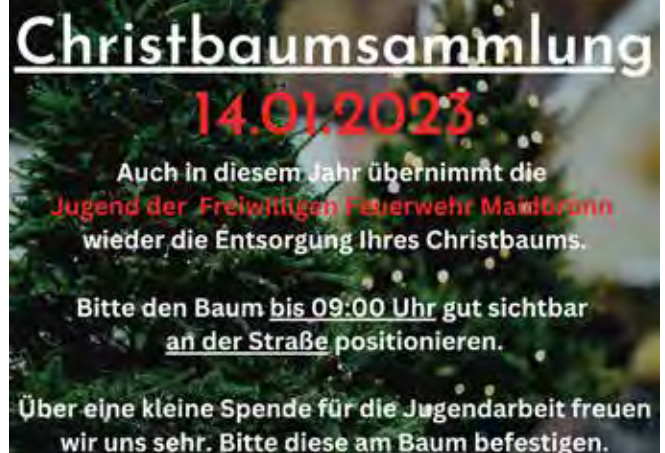 Christbaumsammlung
14.01.2023
Auch in diesem Jahr übernimmt die
Jugend der Freiwilligen Feuerwehr Maidbronn
wieder die Entsorgung Ihres Christbaums.
Bitte den Baum bis 09:00 Uhr gut sichtbar
an der Straße positionieren.
Über eine kleine Spende für die Jugendarbeit freuen
wir uns sehr. Bitte diese am Baum befestigen.